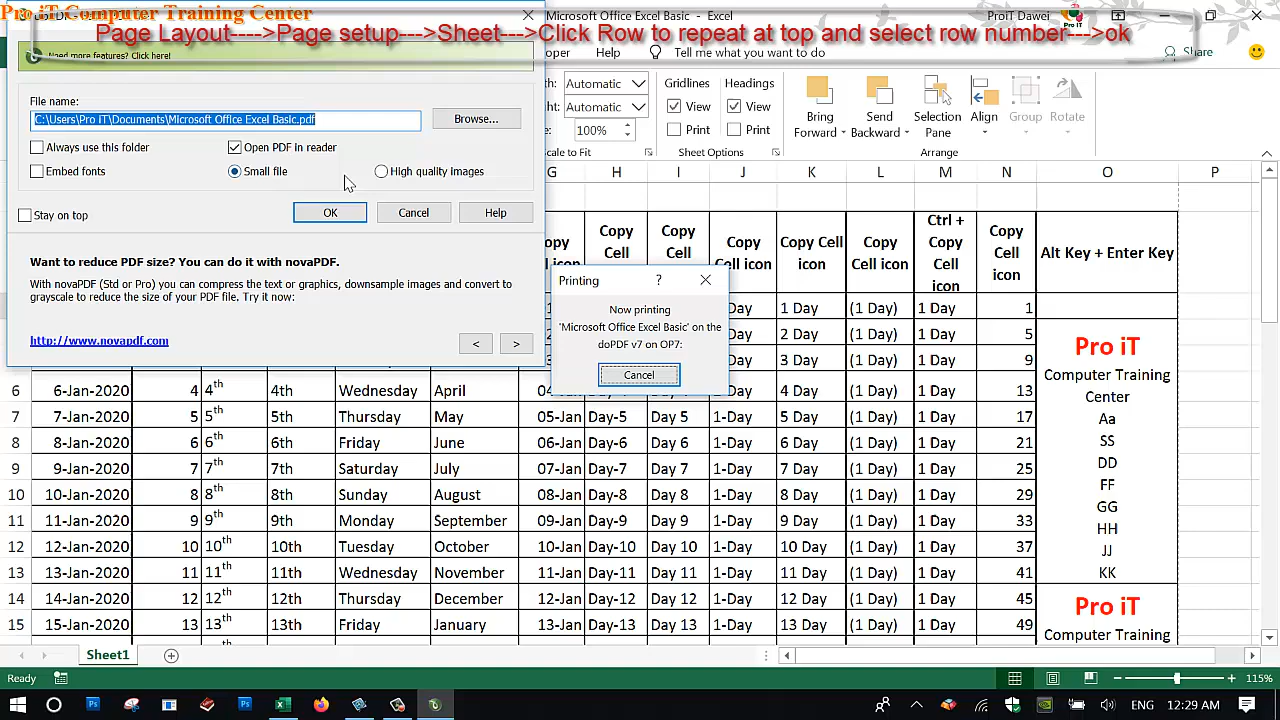 Pro iT Computer Training Center
Microsoft Office Excel Basic - Excel
ProiT Dawei
Page Layout---->Page setup--->Sheet--->Click Row to repeat at top and select row number--->ok
Need more features? Click here!
Tell me what you want to do
Share
File name:
C:\Users\Pro iT\Documents\Microsoft Office Excel Basic.pdf
Browse...
Always use this folder
Open PDF in reader
Embed fonts
Small file
High quality images
Stay on top
OK
Cancel
Help
Want to reduce PDF size? You can do it with novaPDF.
With novaPDF (Std or Pro) you can compress the text or graphics, downsample images and convert to
grayscale to reduce the size of your PDF file. Try it now:
http://www.novapdf.com
<
>
Automatic
Automatic
100%
Gridlines
View
Print
Headings
View
Print
Sheet Options
Bring Forward
Send Backward
Selection Pane
Align
Group
Rotate
Arrange
G H I J K L M N O P
Copy Cell
Copy Cell
Copy Cell icon
Copy Cell icon
Copy Cell icon
Ctrl + Copy Cell icon
Copy Cell icon
Alt Key + Enter Key
Printing
?
Now printing
'Microsoft Office Excel Basic' on the
doPDF v7 on OP7:
Cancel
1 Day (1 Day) 1 Day 1
2 Day (1 Day) 1 Day 5
3 Day (1 Day) 1 Day 9
6 6-Jan-2020 4 4th 4th Wednesday April 04-Jan Day-4 Day 4 1-Day 4 Day (1 Day) 1 Day 13
7 7-Jan-2020 5 5th 5th Thursday May 05-Jan Day-5 Day 5 1-Day 5 Day (1 Day) 1 Day 17
8 8-Jan-2020 6 6th 6th Friday June 06-Jan Day-6 Day 6 1-Day 6 Day (1 Day) 1 Day 21
9 9-Jan-2020 7 7th 7th Saturday July 07-Jan Day-7 Day 7 1-Day 7 Day (1 Day) 1 Day 25
10 10-Jan-2020 8 8th 8th Sunday August 08-Jan Day-8 Day 8 1-Day 8 Day (1 Day) 1 Day 29
11 11-Jan-2020 9 9th 9th Monday September 09-Jan Day-9 Day 9 1-Day 9 Day (1 Day) 1 Day 33
12 12-Jan-2020 10 10th 10th Tuesday October 10-Jan Day-10 Day 10 1-Day 10 Day (1 Day) 1 Day 37
13 13-Jan-2020 11 11th 11th Wednesday November 11-Jan Day-11 Day 11 1-Day 11 Day (1 Day) 1 Day 41
14 14-Jan-2020 12 12th 12th Thursday December 12-Jan Day-12 Day 12 1-Day 12 Day (1 Day) 1 Day 45
15 15-Jan-2020 13 13th 13th Friday January 13-Jan Day-13 Day 13 1-Day 13 Day (1 Day) 1 Day 49
Pro iT
Computer Training
Center
Aa
SS
DD
FF
GG
HH
JJ
KK
Pro iT
Computer Training
Sheet1
Ready
115%
ENG
12:29 AM